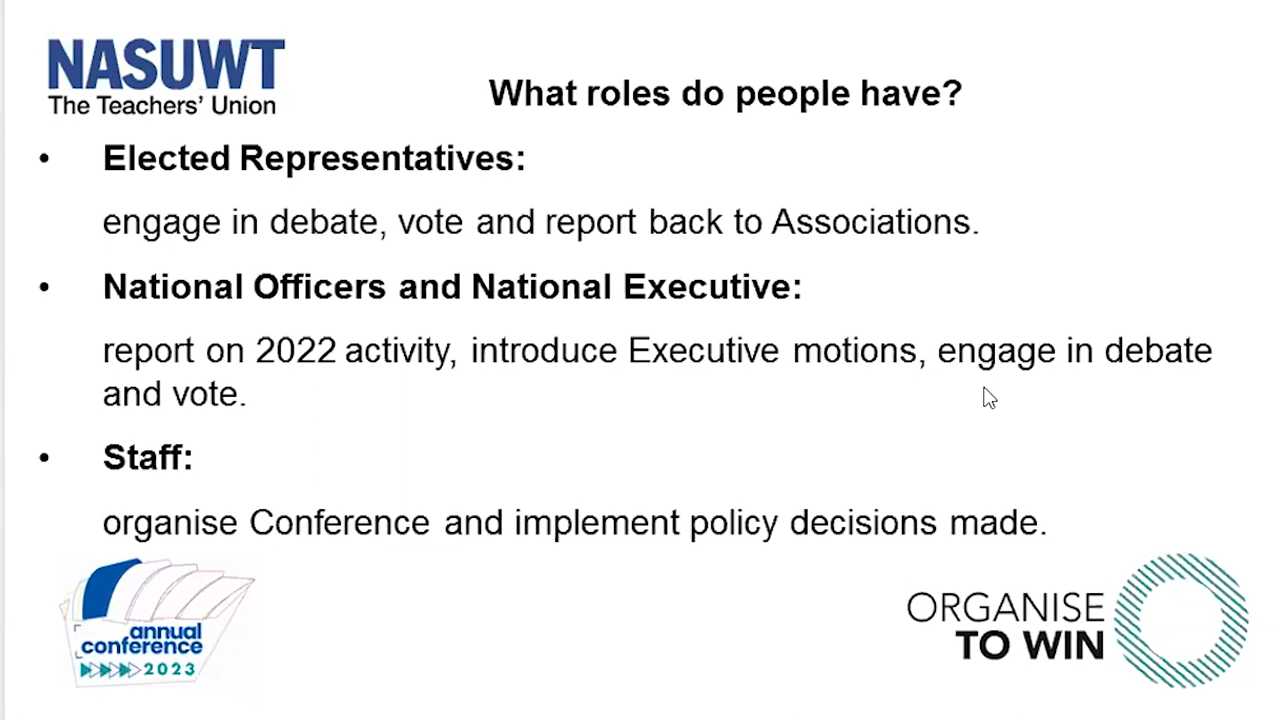 NASUWT
The Teachers' Union
What roles do people have?
• Elected Representatives:
engage in debate, vote and report back to Associations.
• National Officers and National Executive:
report on 2022 activity, introduce Executive motions, engage in debate
and vote.
• Staff:
organise Conference and implement policy decisions made.
annual
conference
2023
ORGANISE
TO WIN